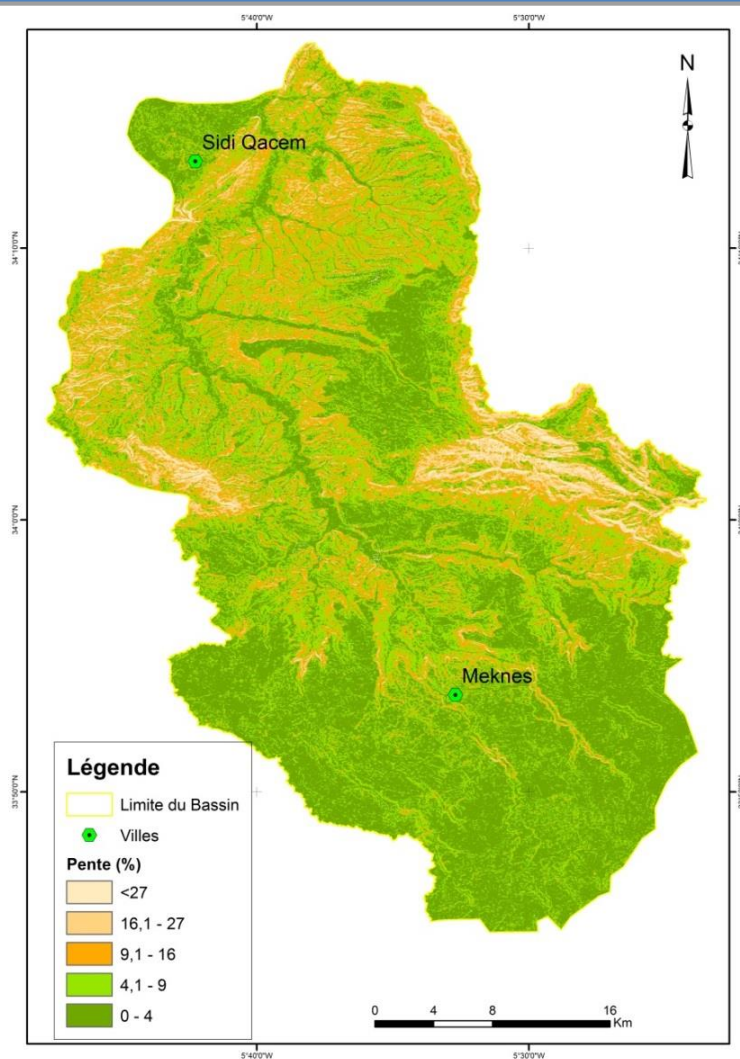 5°40'0"W
5°30'0"W
N
Sidi Qacem
34°10'0"N
34°0'0"N
Meknes
33°50'0"N
Légende
Limite du Bassin
Villes
Pente (%)
<27
16,1 - 27
9,1 - 16
4,1 - 9
0 - 4
0 4 8 16
Km
5°40'0"W
5°30'0"W